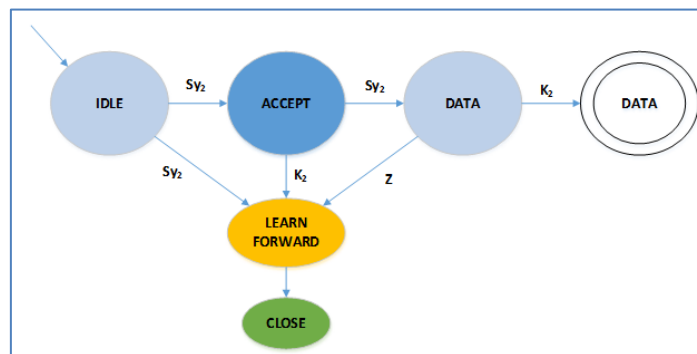 Sy₂
Sy₂
K₂
IDLE
ACCEPT
DATA
DATA
Sy₂
K₂
Z
LEARN
FORWARD
CLOSE